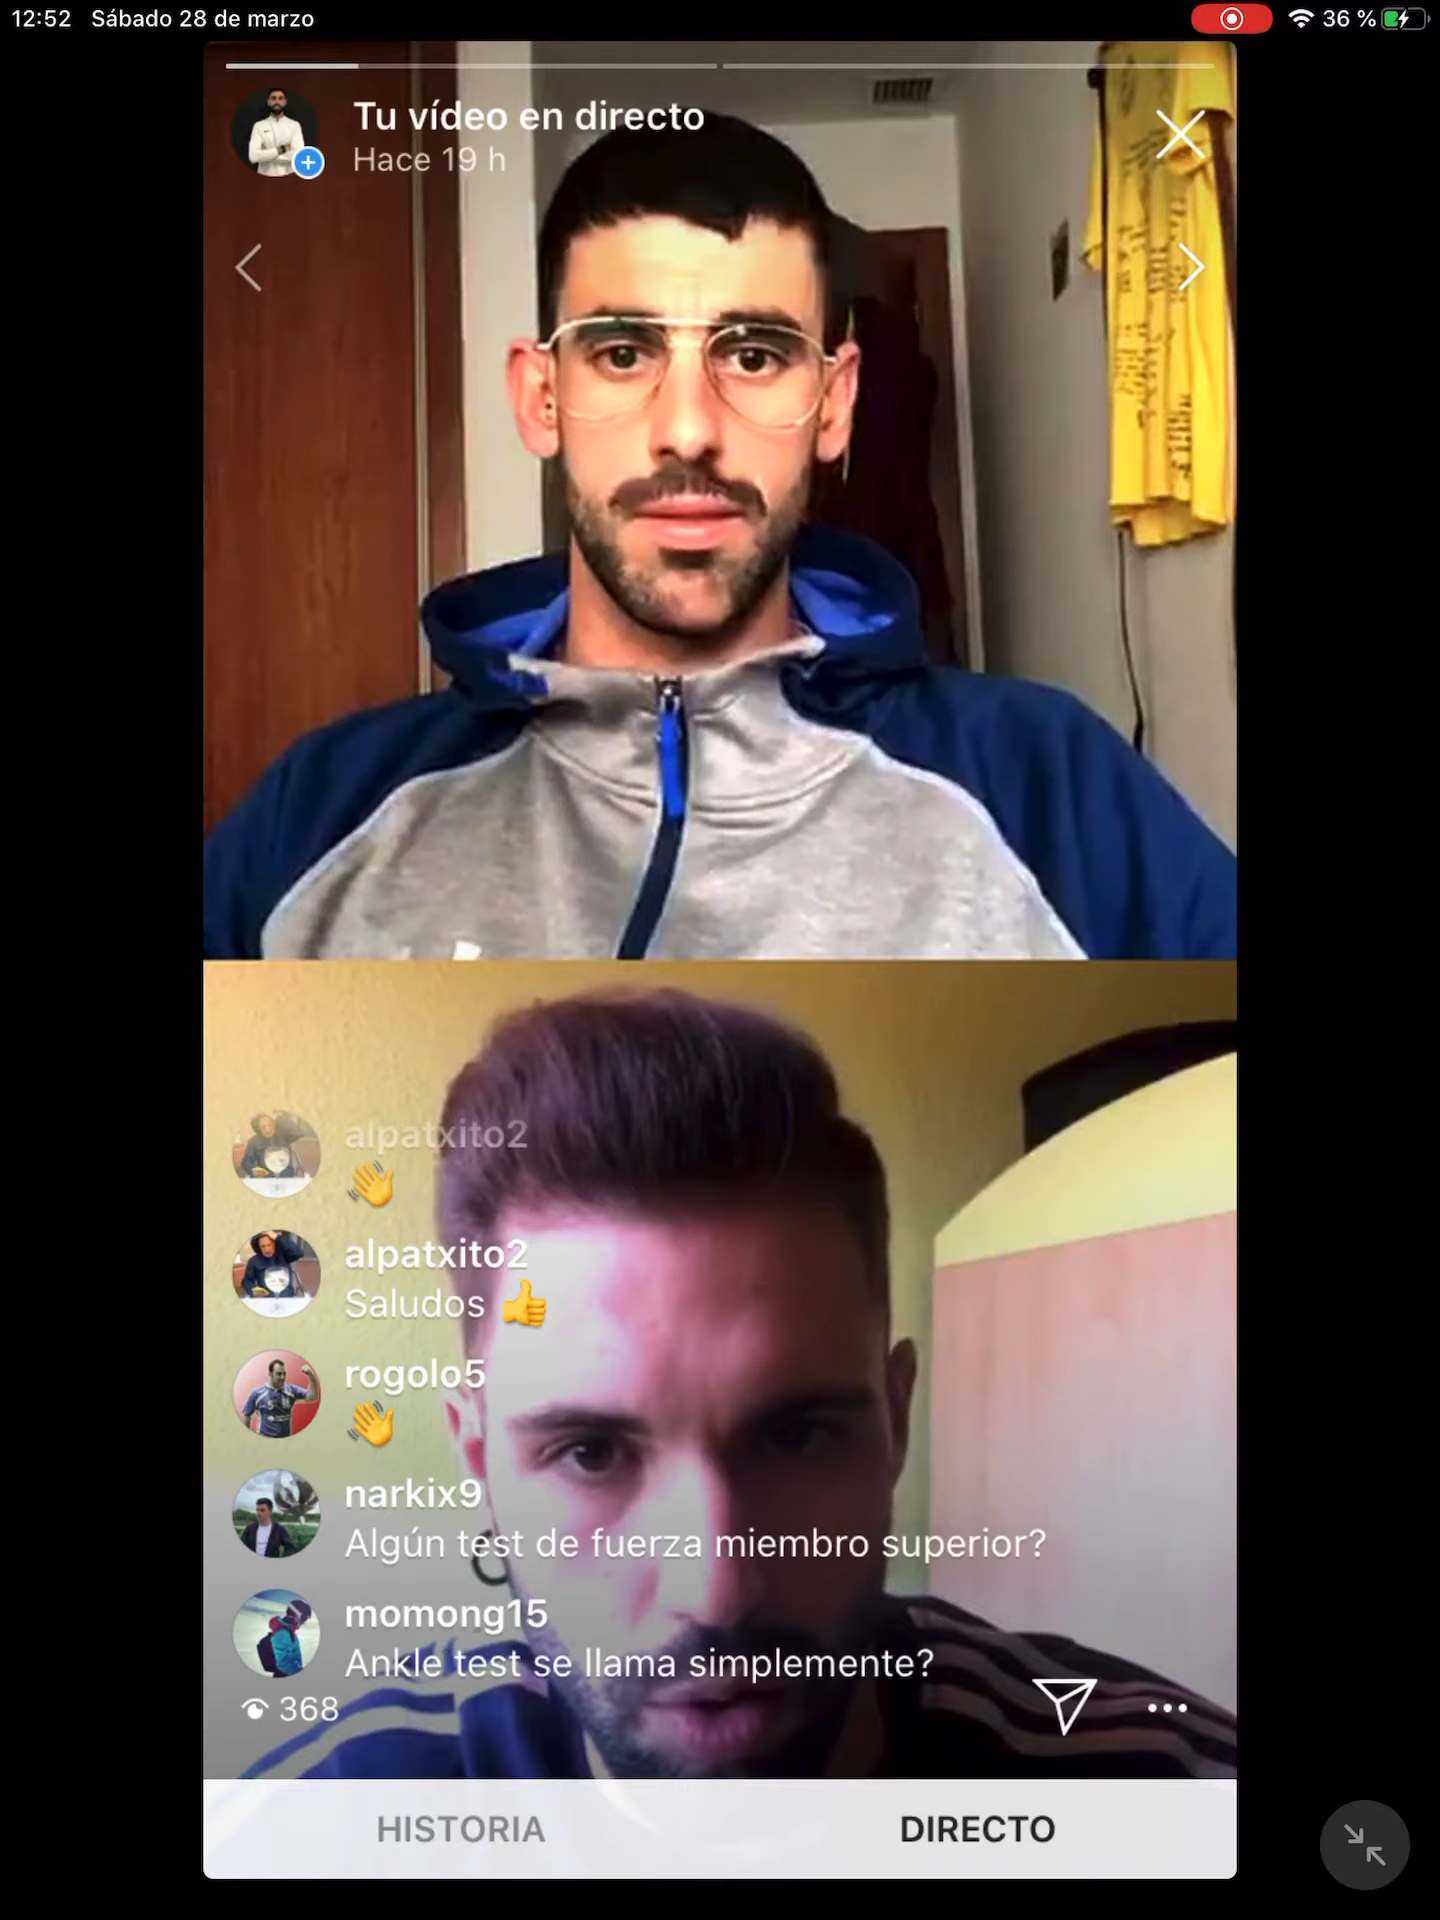 12:52 Sábado 28 de marzo
36 %
Tu vídeo en directo
Hace 19 h
alpatxito2
👋
alpatxito2
Saludos 👍
rogolo5
👋
narkix9
Algún test de fuerza miembro superior?
momong15
Ankle test se llama simplemente?
368
HISTORIA
DIRECTO